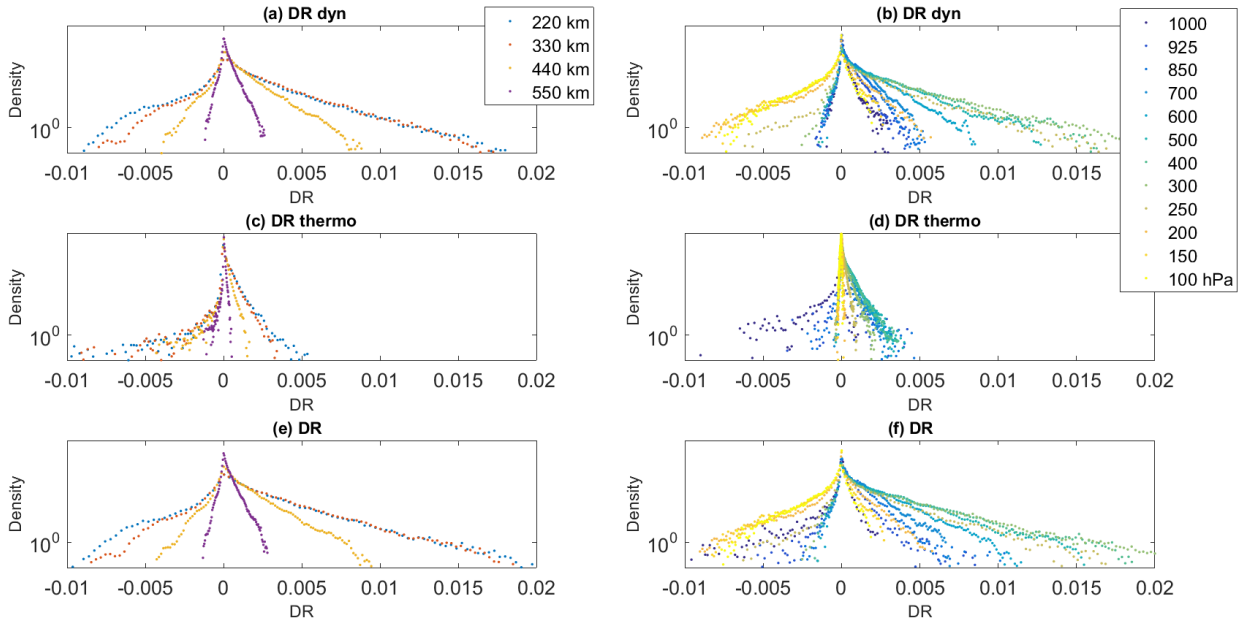 (a) DR dyn
Density
10^0
-0.01 -0.005 0 0.005 0.01 0.015 0.02
DR
220 km
330 km
440 km
550 km
(b) DR dyn
Density
10^0
-0.01 -0.005 0 0.005 0.01 0.015 0.02
DR
1000
925
850
700
600
500
400
300
250
200
150
100 hPa
(c) DR thermo
Density
10^0
-0.01 -0.005 0 0.005 0.01 0.015 0.02
DR
(d) DR thermo
Density
10^0
-0.01 -0.005 0 0.005 0.01 0.015 0.02
DR
(e) DR
Density
10^0
-0.01 -0.005 0 0.005 0.01 0.015 0.02
DR
(f) DR
Density
10^0
-0.01 -0.005 0 0.005 0.01 0.015 0.02
DR